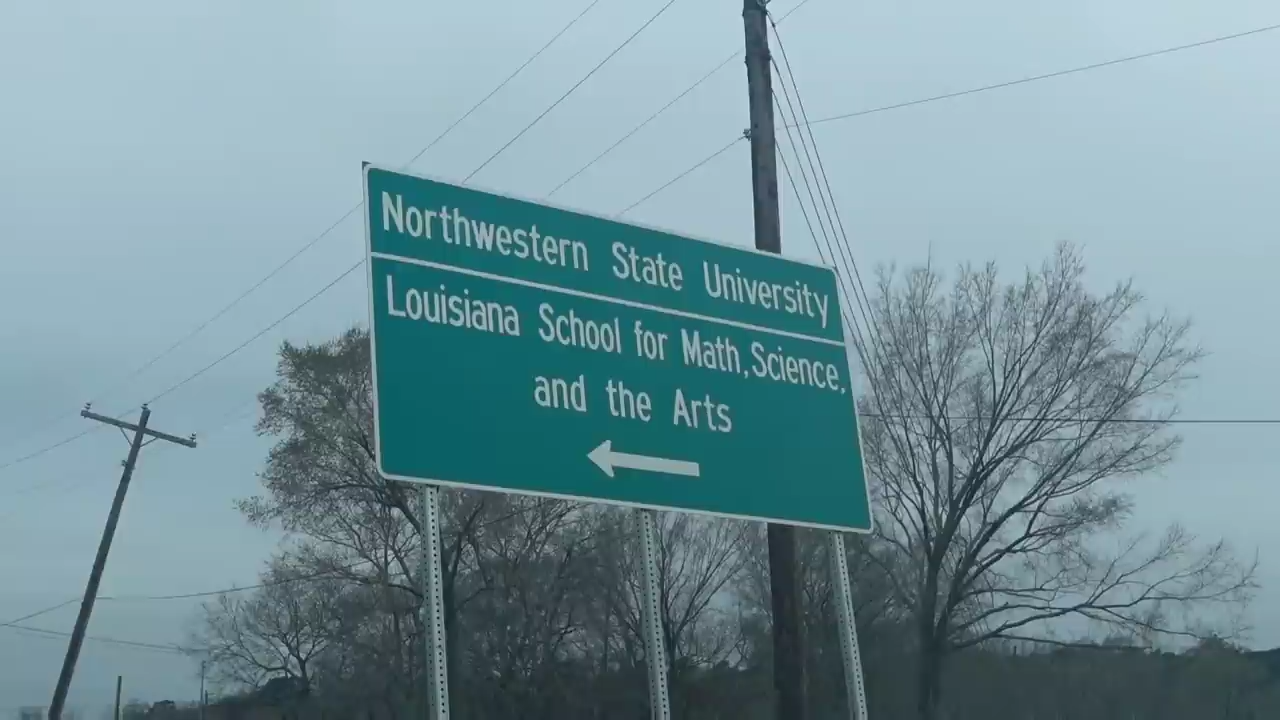 Northwestern State University
Louisiana School for Math, Science,
and the Arts